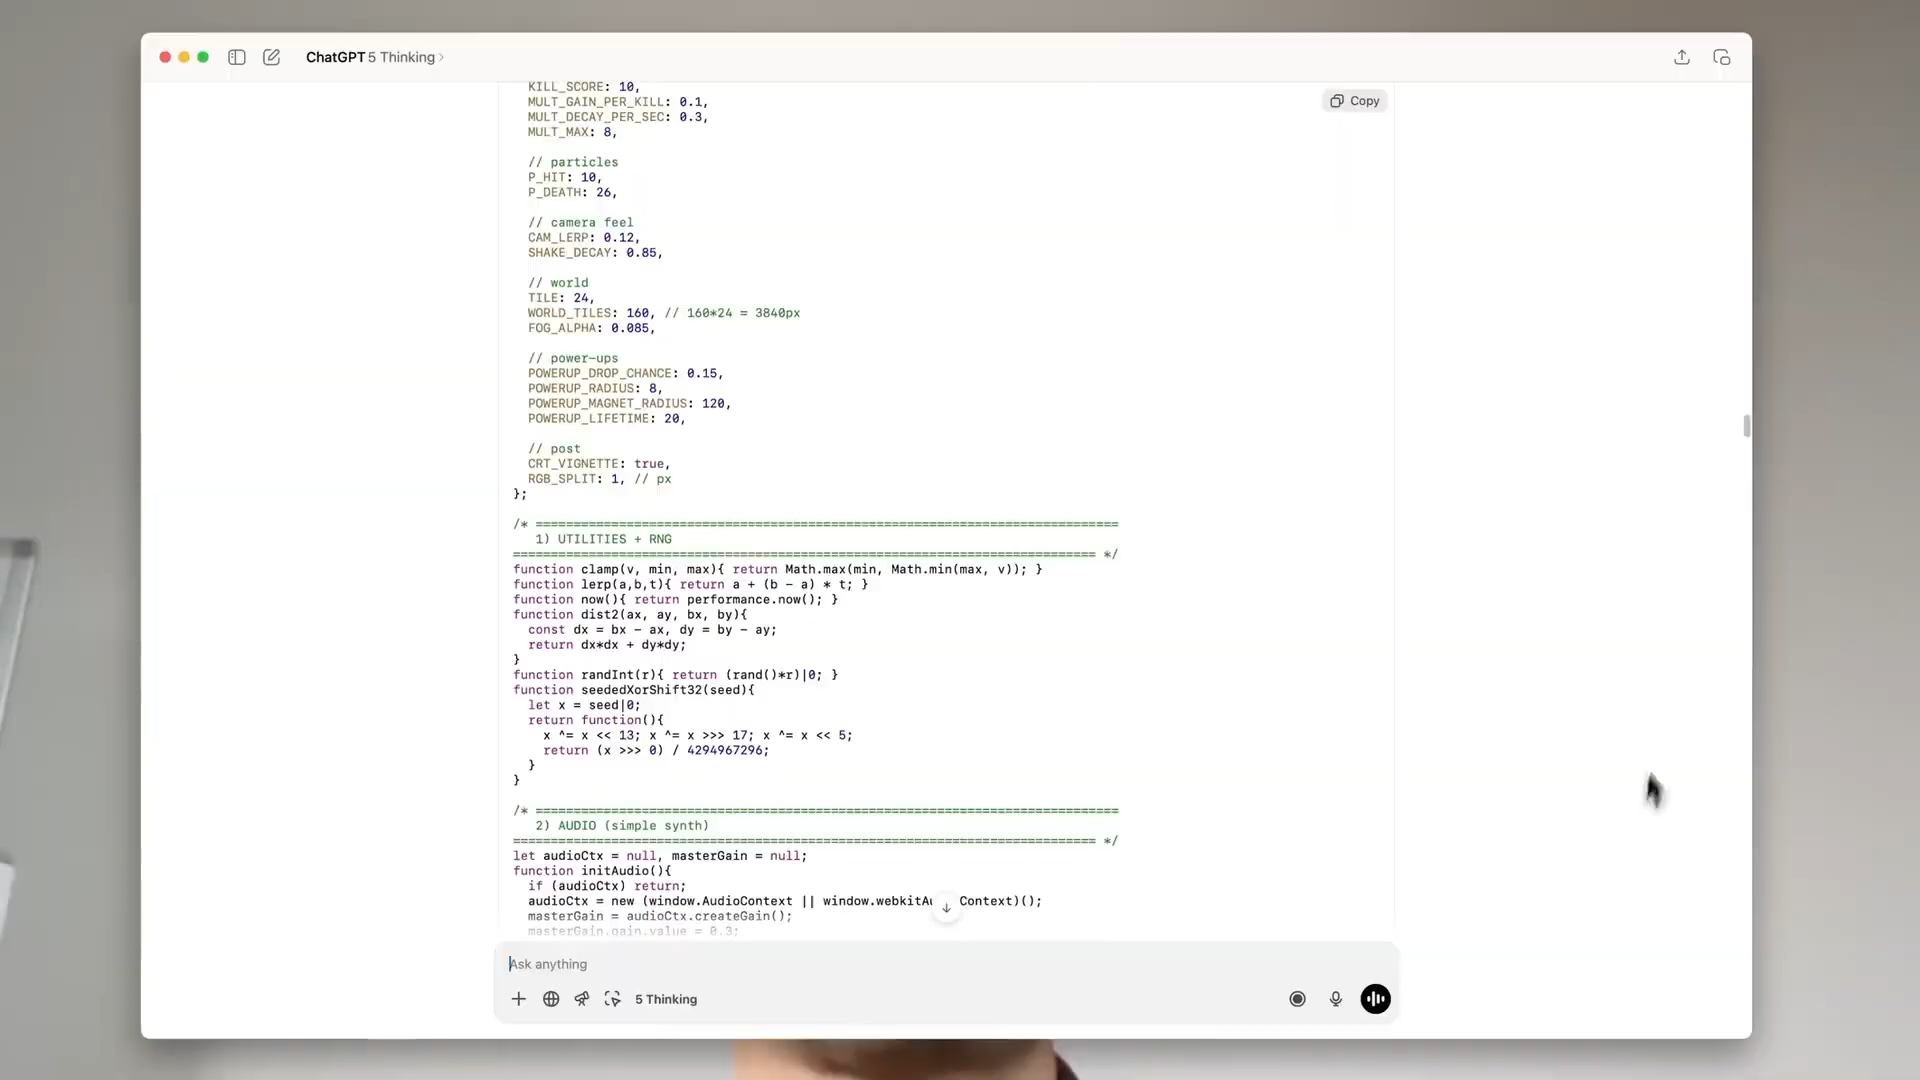 ChatGPT 5 Thinking >
KILL_SCORE: 10,
MULT_GAIN_PER_KILL: 0.1,
MULT_DECAY_PER_SEC: 0.3,
MULT_MAX: 8,
Copy
// particles
P_HIT: 10,
P_DEATH: 26,
// camera feel
CAM_LERP: 0.12,
SHAKE_DECAY: 0.85,
// world
TILE: 24,
WORLD_TILES: 160, // 160*24 = 3840px
FOG_ALPHA: 0.085,
// power-ups
POWERUP_DROP_CHANCE: 0.15,
POWERUP_RADIUS: 8,
POWERUP_MAGNET_RADIUS: 120,
POWERUP_LIFETIME: 20,
// post
CRT_VIGNETTE: true,
RGB_SPLIT: 1, // px
};
/* =============================================================================
1) UTILITIES + RNG
============================================================================= */
function clamp(v, min, max){ return Math.max(min, Math.min(max, v)); }
function lerp(a,b,t){ return a + (b - a) * t; }
function now(){ return performance.now(); }
function dist2(ax, ay, bx, by){
const dx = bx - ax, dy = by - ay;
return dx*dx + dy*dy;
}
function randInt(r){ return (rand()*r)|0; }
function seededXorShift32(seed){
let x = seed|0;
return function(){
x ^= x << 13; x ^= x >>> 17; x ^= x << 5;
return (x >>> 0) / 4294967296;
}
}
/* =============================================================================
2) AUDIO (simple synth)
============================================================================= */
let audioCtx = null, masterGain = null;
function initAudio(){
if (audioCtx) return;
audioCtx = new (window.AudioContext || window.webkitAu Context)();
masterGain = audioCtx.createGain();
masterGain.gain.value = 0.3;
Ask anything
5 Thinking